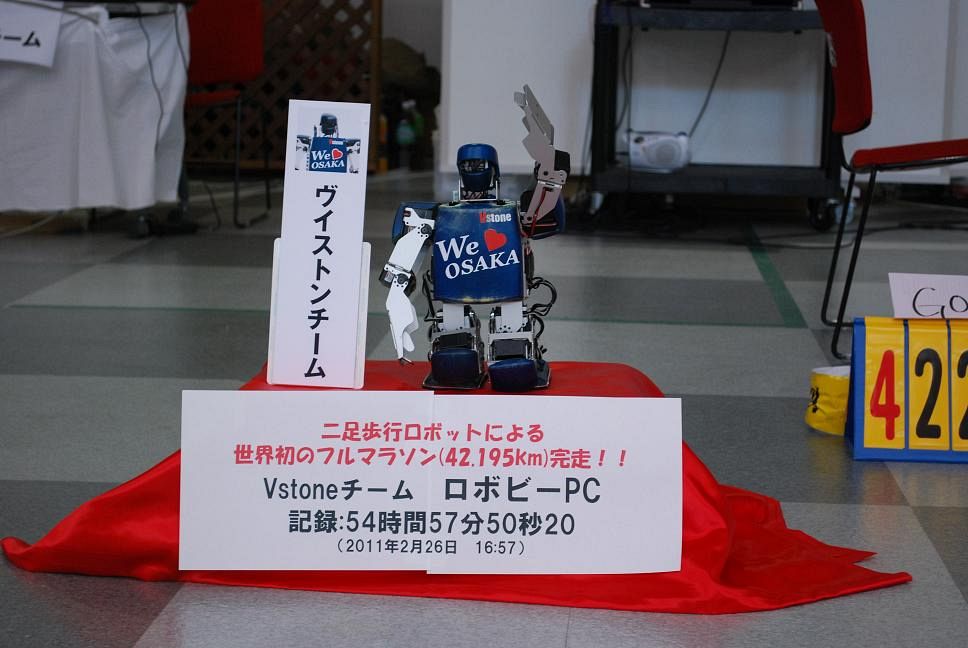 ーム
We ❤
OSAKA
ヴイストンチーム
Vstone
We ❤
OSAKA
二足歩行ロボットによる
世界初のフルマラソン(42.195km)完走！！
Vstoneチーム ロボビーPC
記録:54時間57分50秒20
（2011年2月26日 16:57）
Go
422